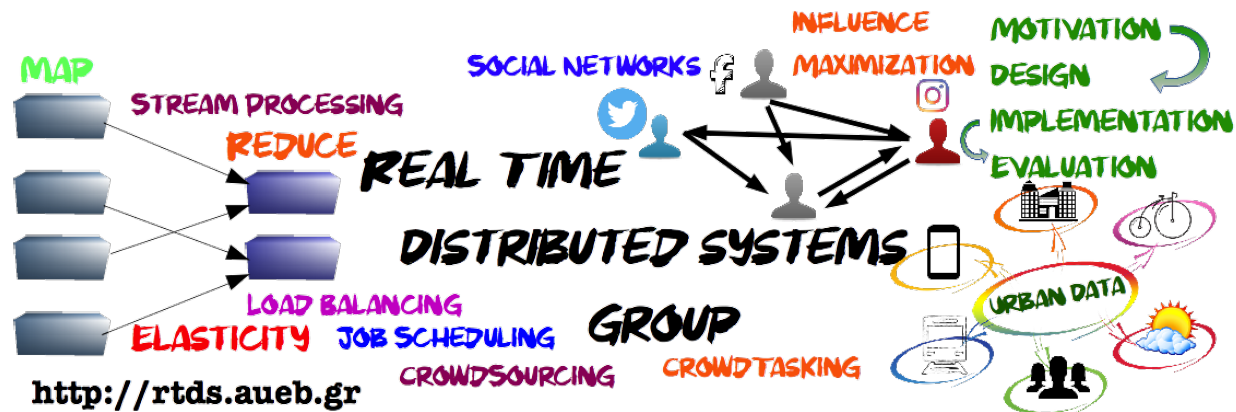 MAP
STREAM PROCESSING
REDUCE
SOCIAL NETWORKS
f
INFLUENCE
MAXIMIZATION
MOTIVATION
DESIGN
IMPLEMENTATION
EVALUATION
REAL TIME
DISTRIBUTED SYSTEMS
GROUP
URBAN DATA
LOAD BALANCING
ELASTICITY
JOB SCHEDULING
CROWDSOURCING
CROWDTASKING
http://rtds.aueb.gr